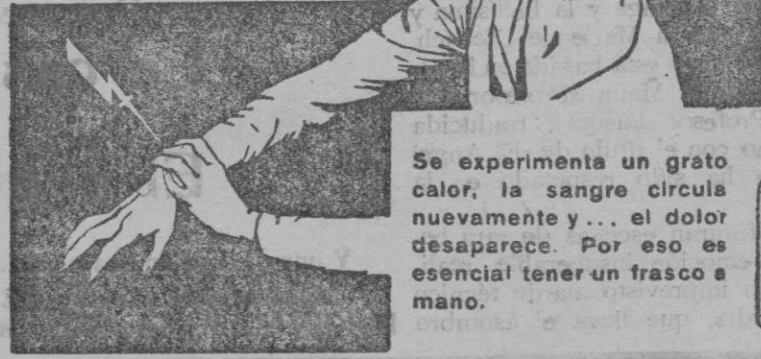 Se experimenta un grato
calor, la sangre circula
nuevamente y... el dolor
desaparece. Por eso es
esencial tener un frasco a
mano.